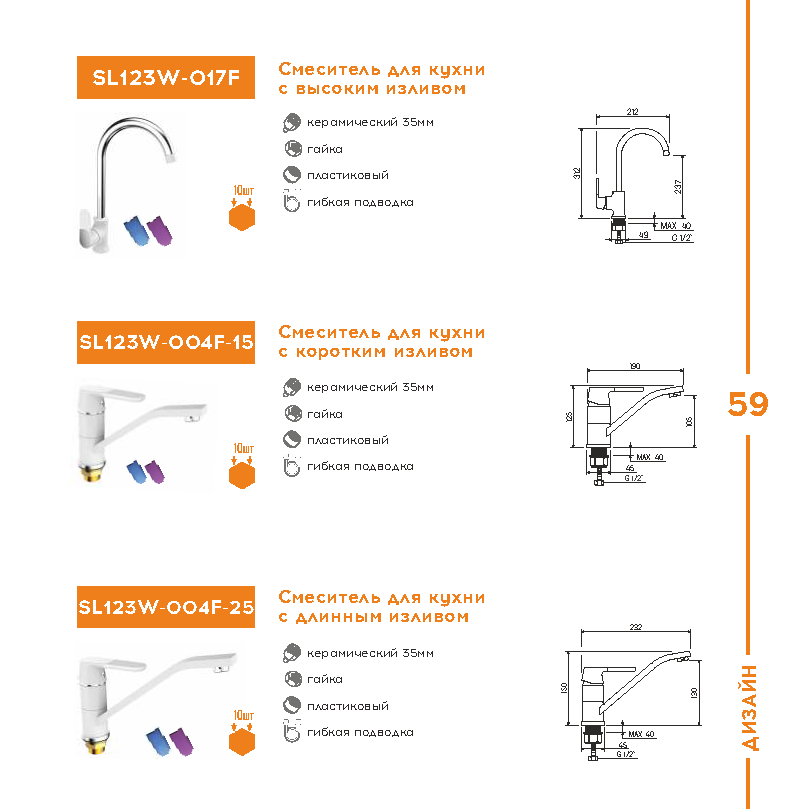 SL123W-017F
Смеситель для кухни
с высоким изливом
керамический 35мм
гайка
пластиковый
гибкая подводка
10шт
212
312
237
MAX 40
49
G 1/2"
SL123W-004F-15
Смеситель для кухни
с коротким изливом
керамический 35мм
гайка
пластиковый
гибкая подводка
10шт
190
125
105
MAX 40
45
G 1/2"
59
SL123W-004F-25
Смеситель для кухни
с длинным изливом
керамический 35мм
гайка
пластиковый
гибкая подводка
10шт
232
150
130
MAX 40
45
G 1/2"
ДИЗАЙН